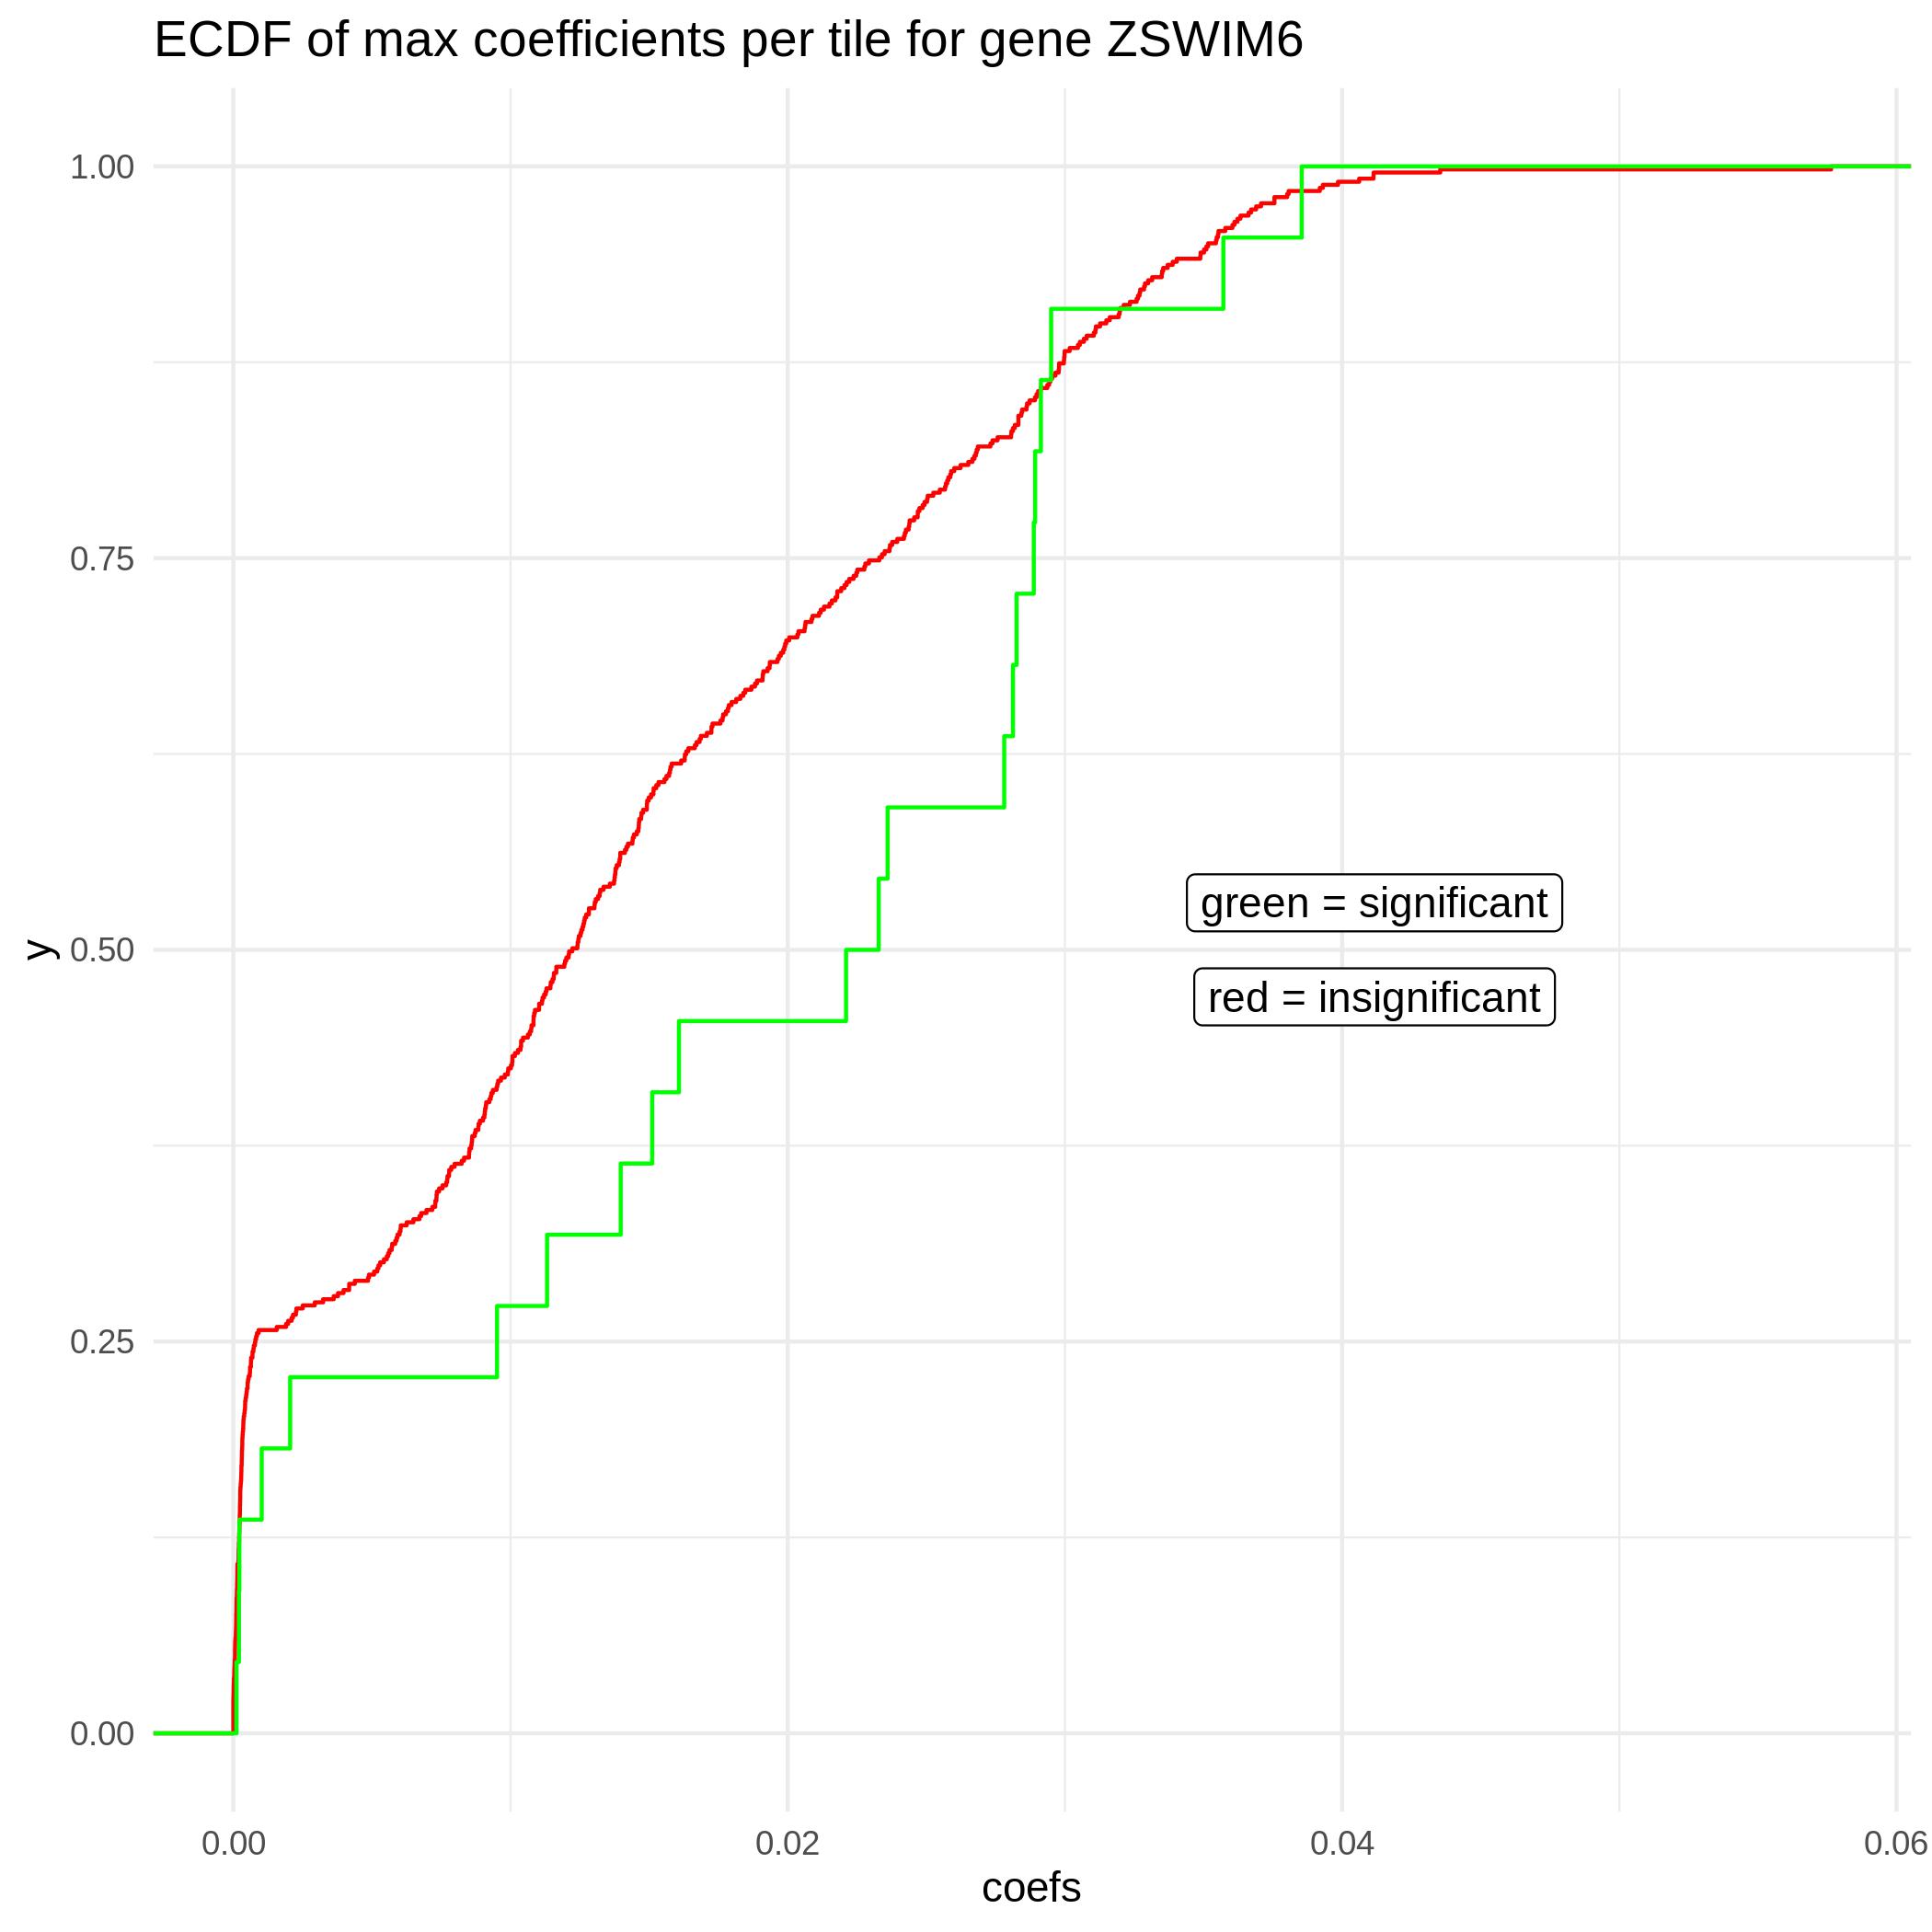 ECDF of max coefficients per tile for gene ZSWIM6
1.00
0.75
0.50
0.25
0.00
y
green = significant
red = insignificant
0.00
0.02
0.04
0.06
coefs